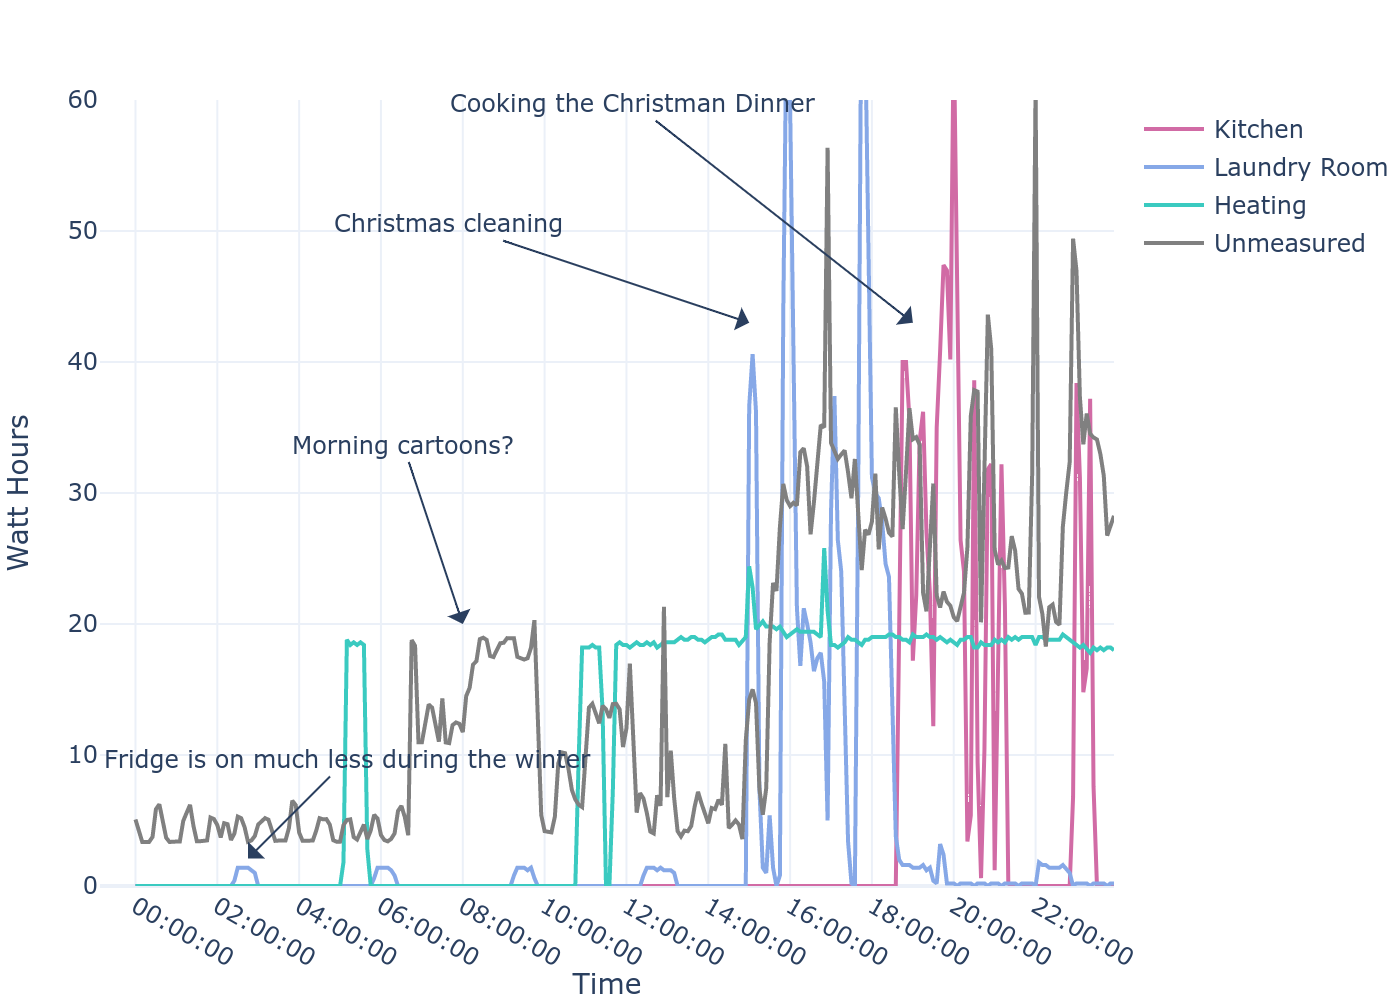 Cooking the Christman Dinner
Christmas cleaning
Morning cartoons?
Fridge is on much less during the winter
Kitchen
Laundry Room
Heating
Unmeasured
60
50
40
30
20
10
0
Watt Hours
00:00:00
02:00:00
04:00:00
06:00:00
08:00:00
10:00:00
12:00:00
14:00:00
16:00:00
18:00:00
20:00:00
22:00:00
Time